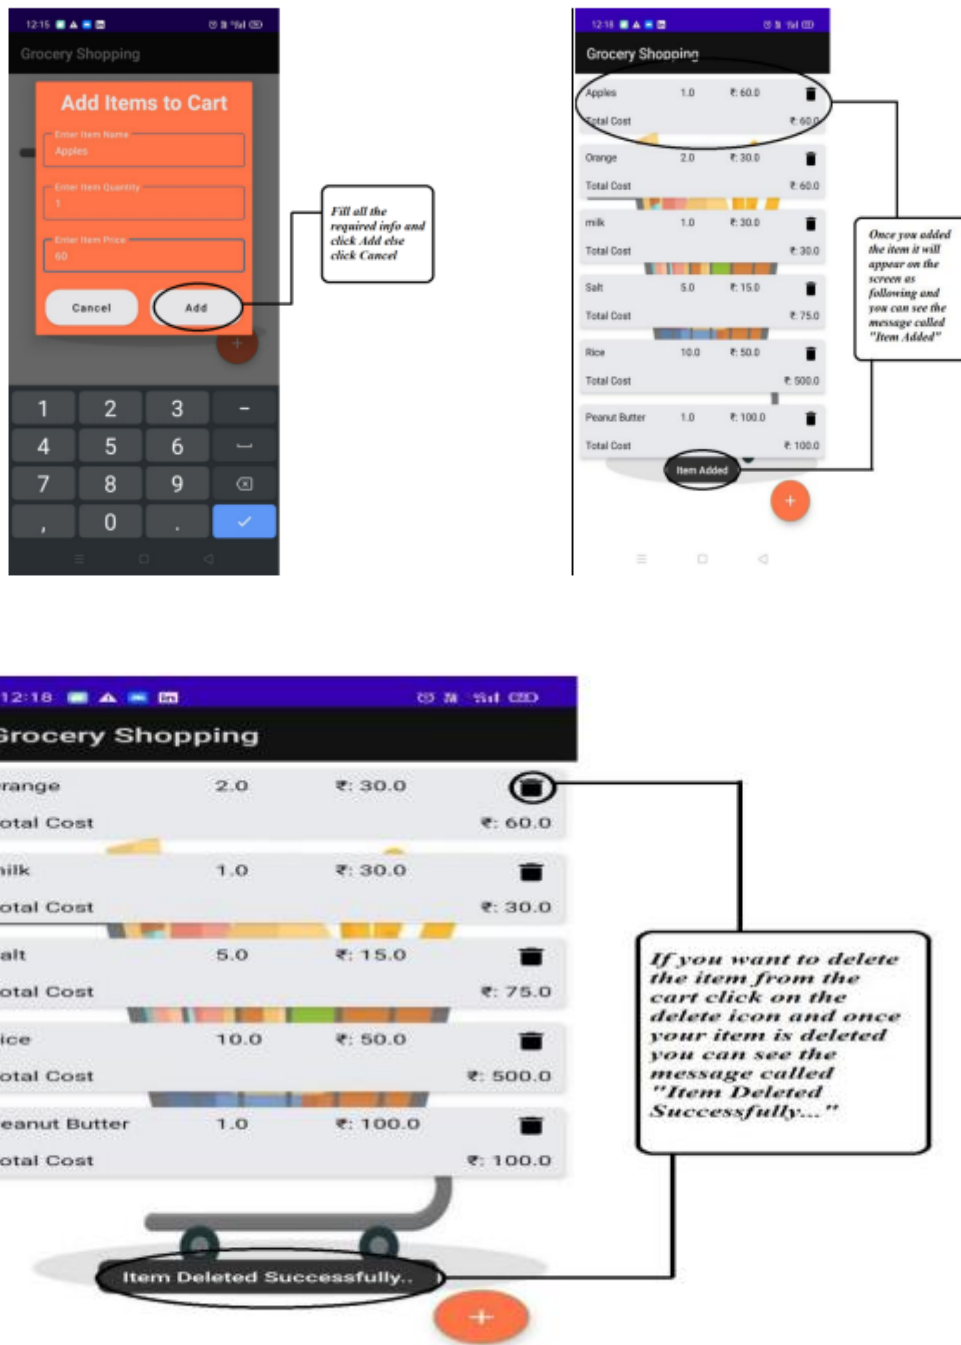 12:15
Grocery Shopping
Add Items to Cart
Enter Item Name
Apples
Enter Item Quantity
1
Enter Item Price
60
Cancel
Add
+
1 2 3 -
4 5 6
7 8 9
, 0 .
Fill all the
required info and
click Add else
click Cancel
12:18
Grocery Shopping
Apples 1.0 ₹: 60.0
Total Cost ₹: 60.0
Orange 2.0 ₹: 30.0
Total Cost ₹: 60.0
milk 1.0 ₹: 30.0
Total Cost ₹: 30.0
Salt 5.0 ₹: 15.0
Total Cost ₹: 75.0
Rice 10.0 ₹: 50.0
Total Cost ₹: 500.0
Peanut Butter 1.0 ₹: 100.0
Total Cost ₹: 100.0
Item Added
+
Once you added
the item it will
appear on the
screen as
following and
you can see the
message called
"Item Added"
12:18 in
Grocery Shopping
range 2.0 ₹: 30.0
otal Cost ₹: 60.0
nilk 1.0 ₹: 30.0
otal Cost ₹: 30.0
alt 5.0 ₹: 15.0
otal Cost ₹: 75.0
ice 10.0 ₹: 50.0
otal Cost ₹: 500.0
eanut Butter 1.0 ₹: 100.0
otal Cost ₹: 100.0
Item Deleted Successfully..
+
If you want to delete
the item from the
cart click on the
delete icon and once
your item is deleted
you can see the
message called
"Item Deleted
Successfully..."